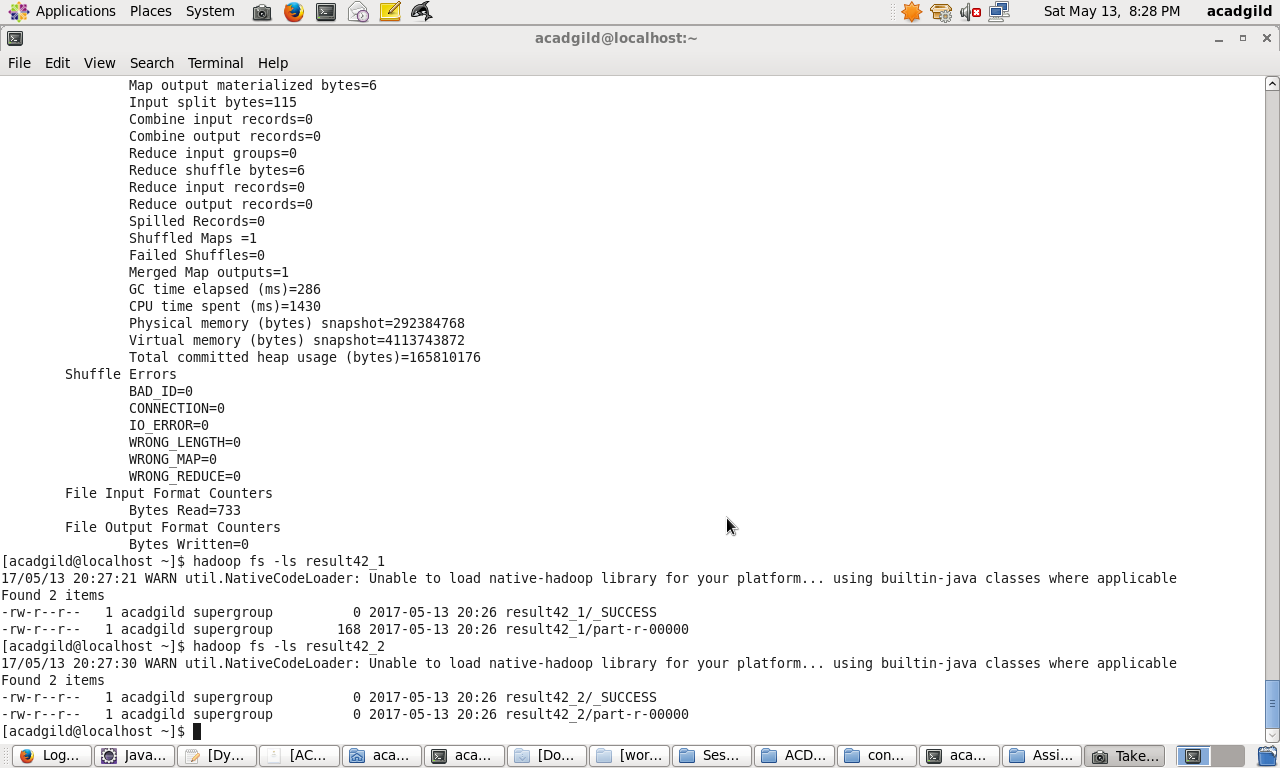 Applications Places System Sat May 13, 8:28 PM acadgild
acadgild@localhost:~
File Edit View Search Terminal Help
Map output materialized bytes=6
Input split bytes=115
Combine input records=0
Combine output records=0
Reduce input groups=0
Reduce shuffle bytes=6
Reduce input records=0
Reduce output records=0
Spilled Records=0
Shuffled Maps =1
Failed Shuffles=0
Merged Map outputs=1
GC time elapsed (ms)=286
CPU time spent (ms)=1430
Physical memory (bytes) snapshot=292384768
Virtual memory (bytes) snapshot=4113743872
Total committed heap usage (bytes)=165810176
Shuffle Errors
BAD_ID=0
CONNECTION=0
IO_ERROR=0
WRONG_LENGTH=0
WRONG_MAP=0
WRONG_REDUCE=0
File Input Format Counters
Bytes Read=733
File Output Format Counters
Bytes Written=0
[acadgild@localhost ~]$ hadoop fs -ls result42_1
17/05/13 20:27:21 WARN util.NativeCodeLoader: Unable to load native-hadoop library for your platform... using builtin-java classes where applicable
Found 2 items
-rw-r--r-- 1 acadgild supergroup 0 2017-05-13 20:26 result42_1/_SUCCESS
-rw-r--r-- 1 acadgild supergroup 168 2017-05-13 20:26 result42_1/part-r-00000
[acadgild@localhost ~]$ hadoop fs -ls result42_2
17/05/13 20:27:30 WARN util.NativeCodeLoader: Unable to load native-hadoop library for your platform... using builtin-java classes where applicable
Found 2 items
-rw-r--r-- 1 acadgild supergroup 0 2017-05-13 20:26 result42_2/_SUCCESS
-rw-r--r-- 1 acadgild supergroup 0 2017-05-13 20:26 result42_2/part-r-00000
[acadgild@localhost ~]$
Log... Java... [Dy... [AC... aca... aca... [Do... [wor... Ses... ACD... con... aca... Assi... Take...